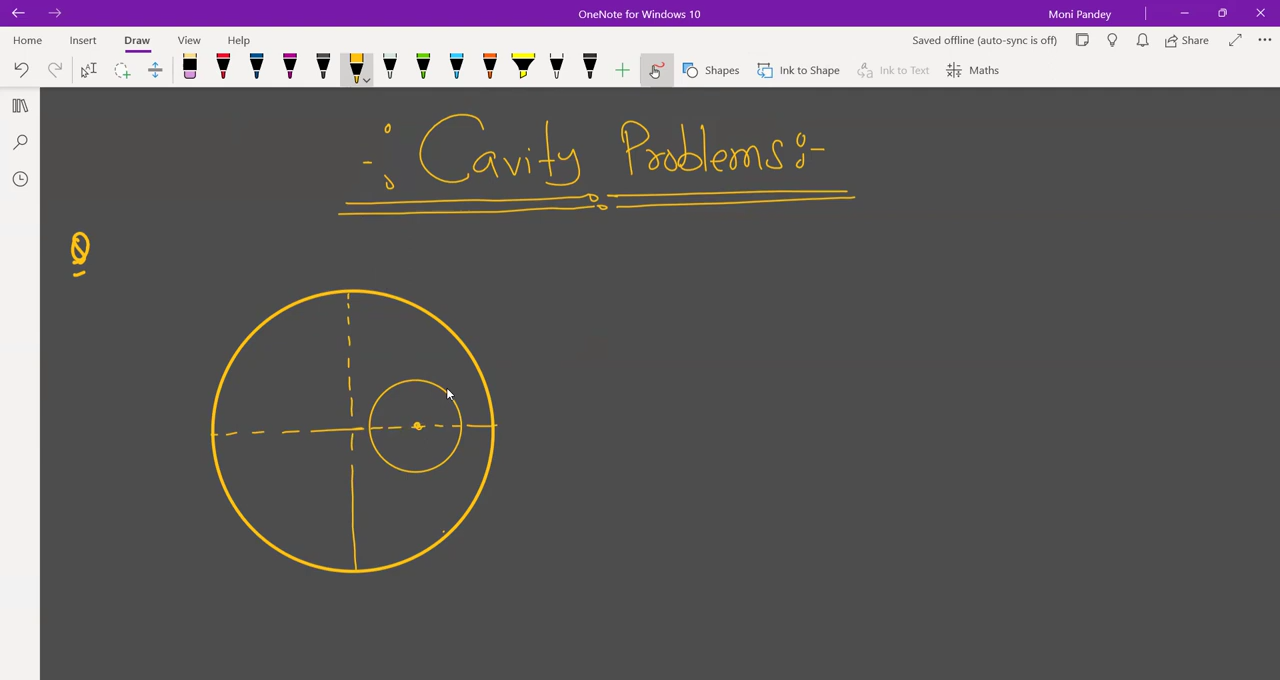 OneNote for Windows 10
Moni Pandey
Home Insert Draw View Help
Saved offline (auto-sync is off) Share
Shapes Ink to Shape Ink to Text Maths
-: Cavity Problems:-
Q